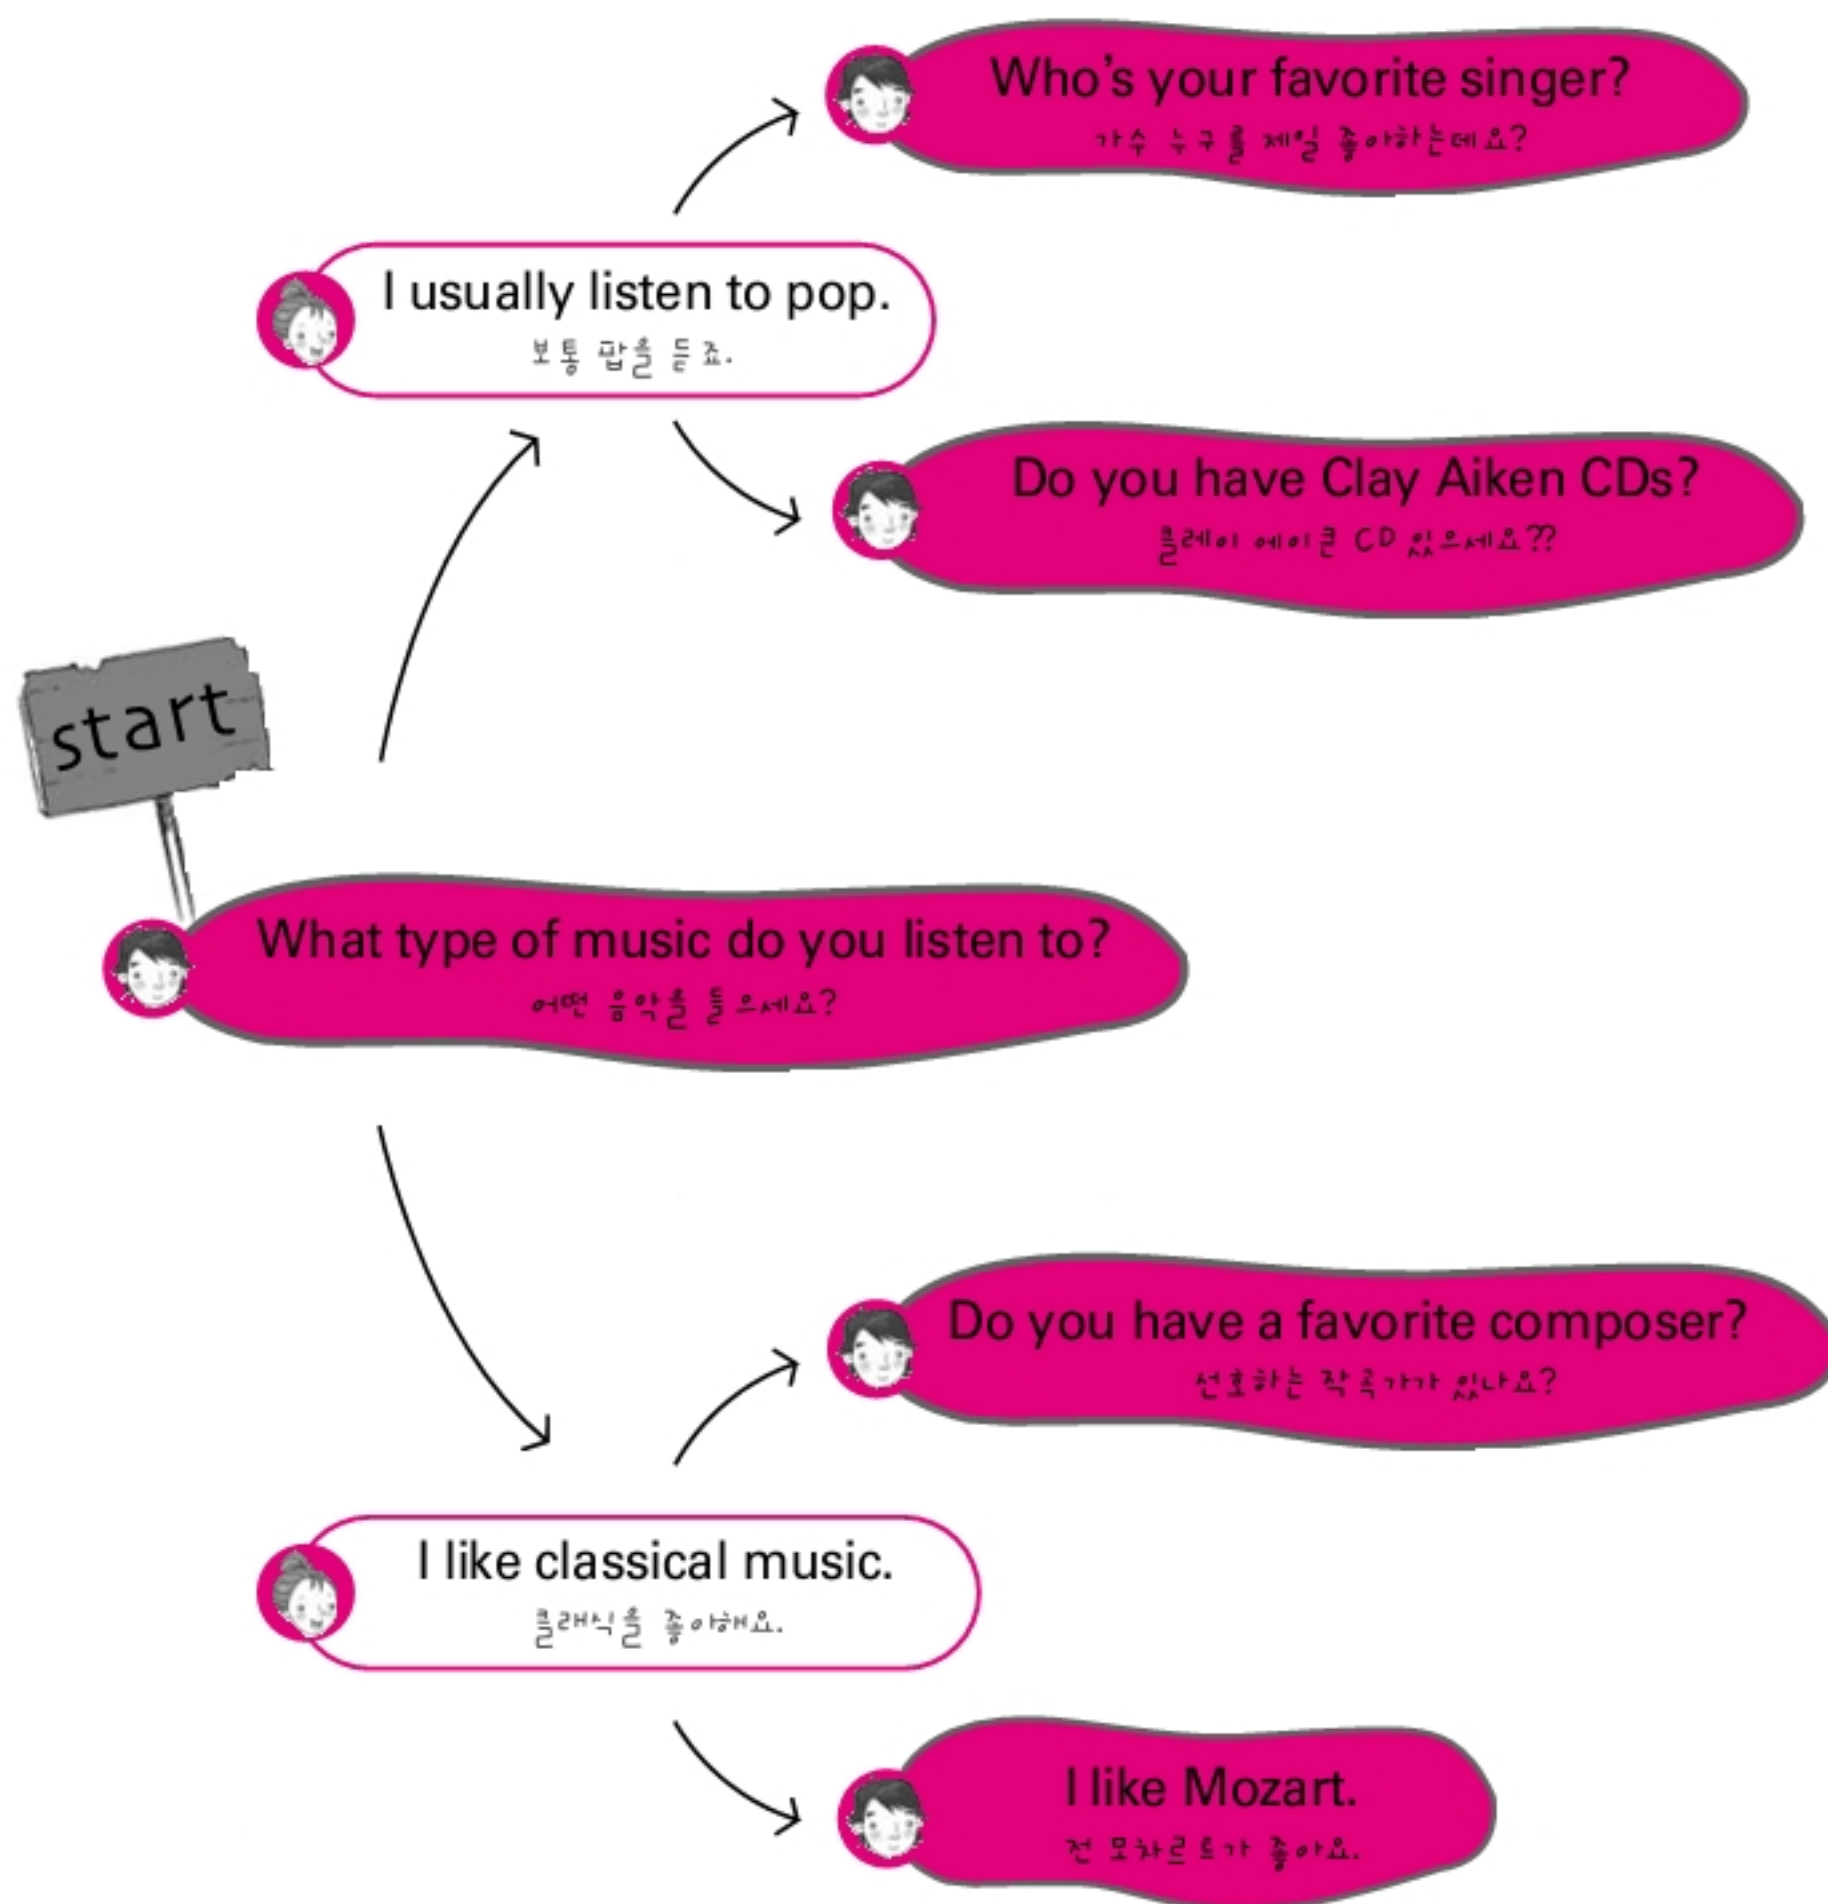 Who's your favorite singer?
가수 누구를 제일 좋아하는데요?
I usually listen to pop.
보통 팝을 듣죠.
Do you have Clay Aiken CDs?
클레이 에이큰 CD 있으세요??
start
What type of music do you listen to?
어떤 음악을 들으세요?
Do you have a favorite composer?
선호하는 작곡가가 있나요?
I like classical music.
클래식을 좋아해요.
I like Mozart.
전 모차르트가 좋아요.